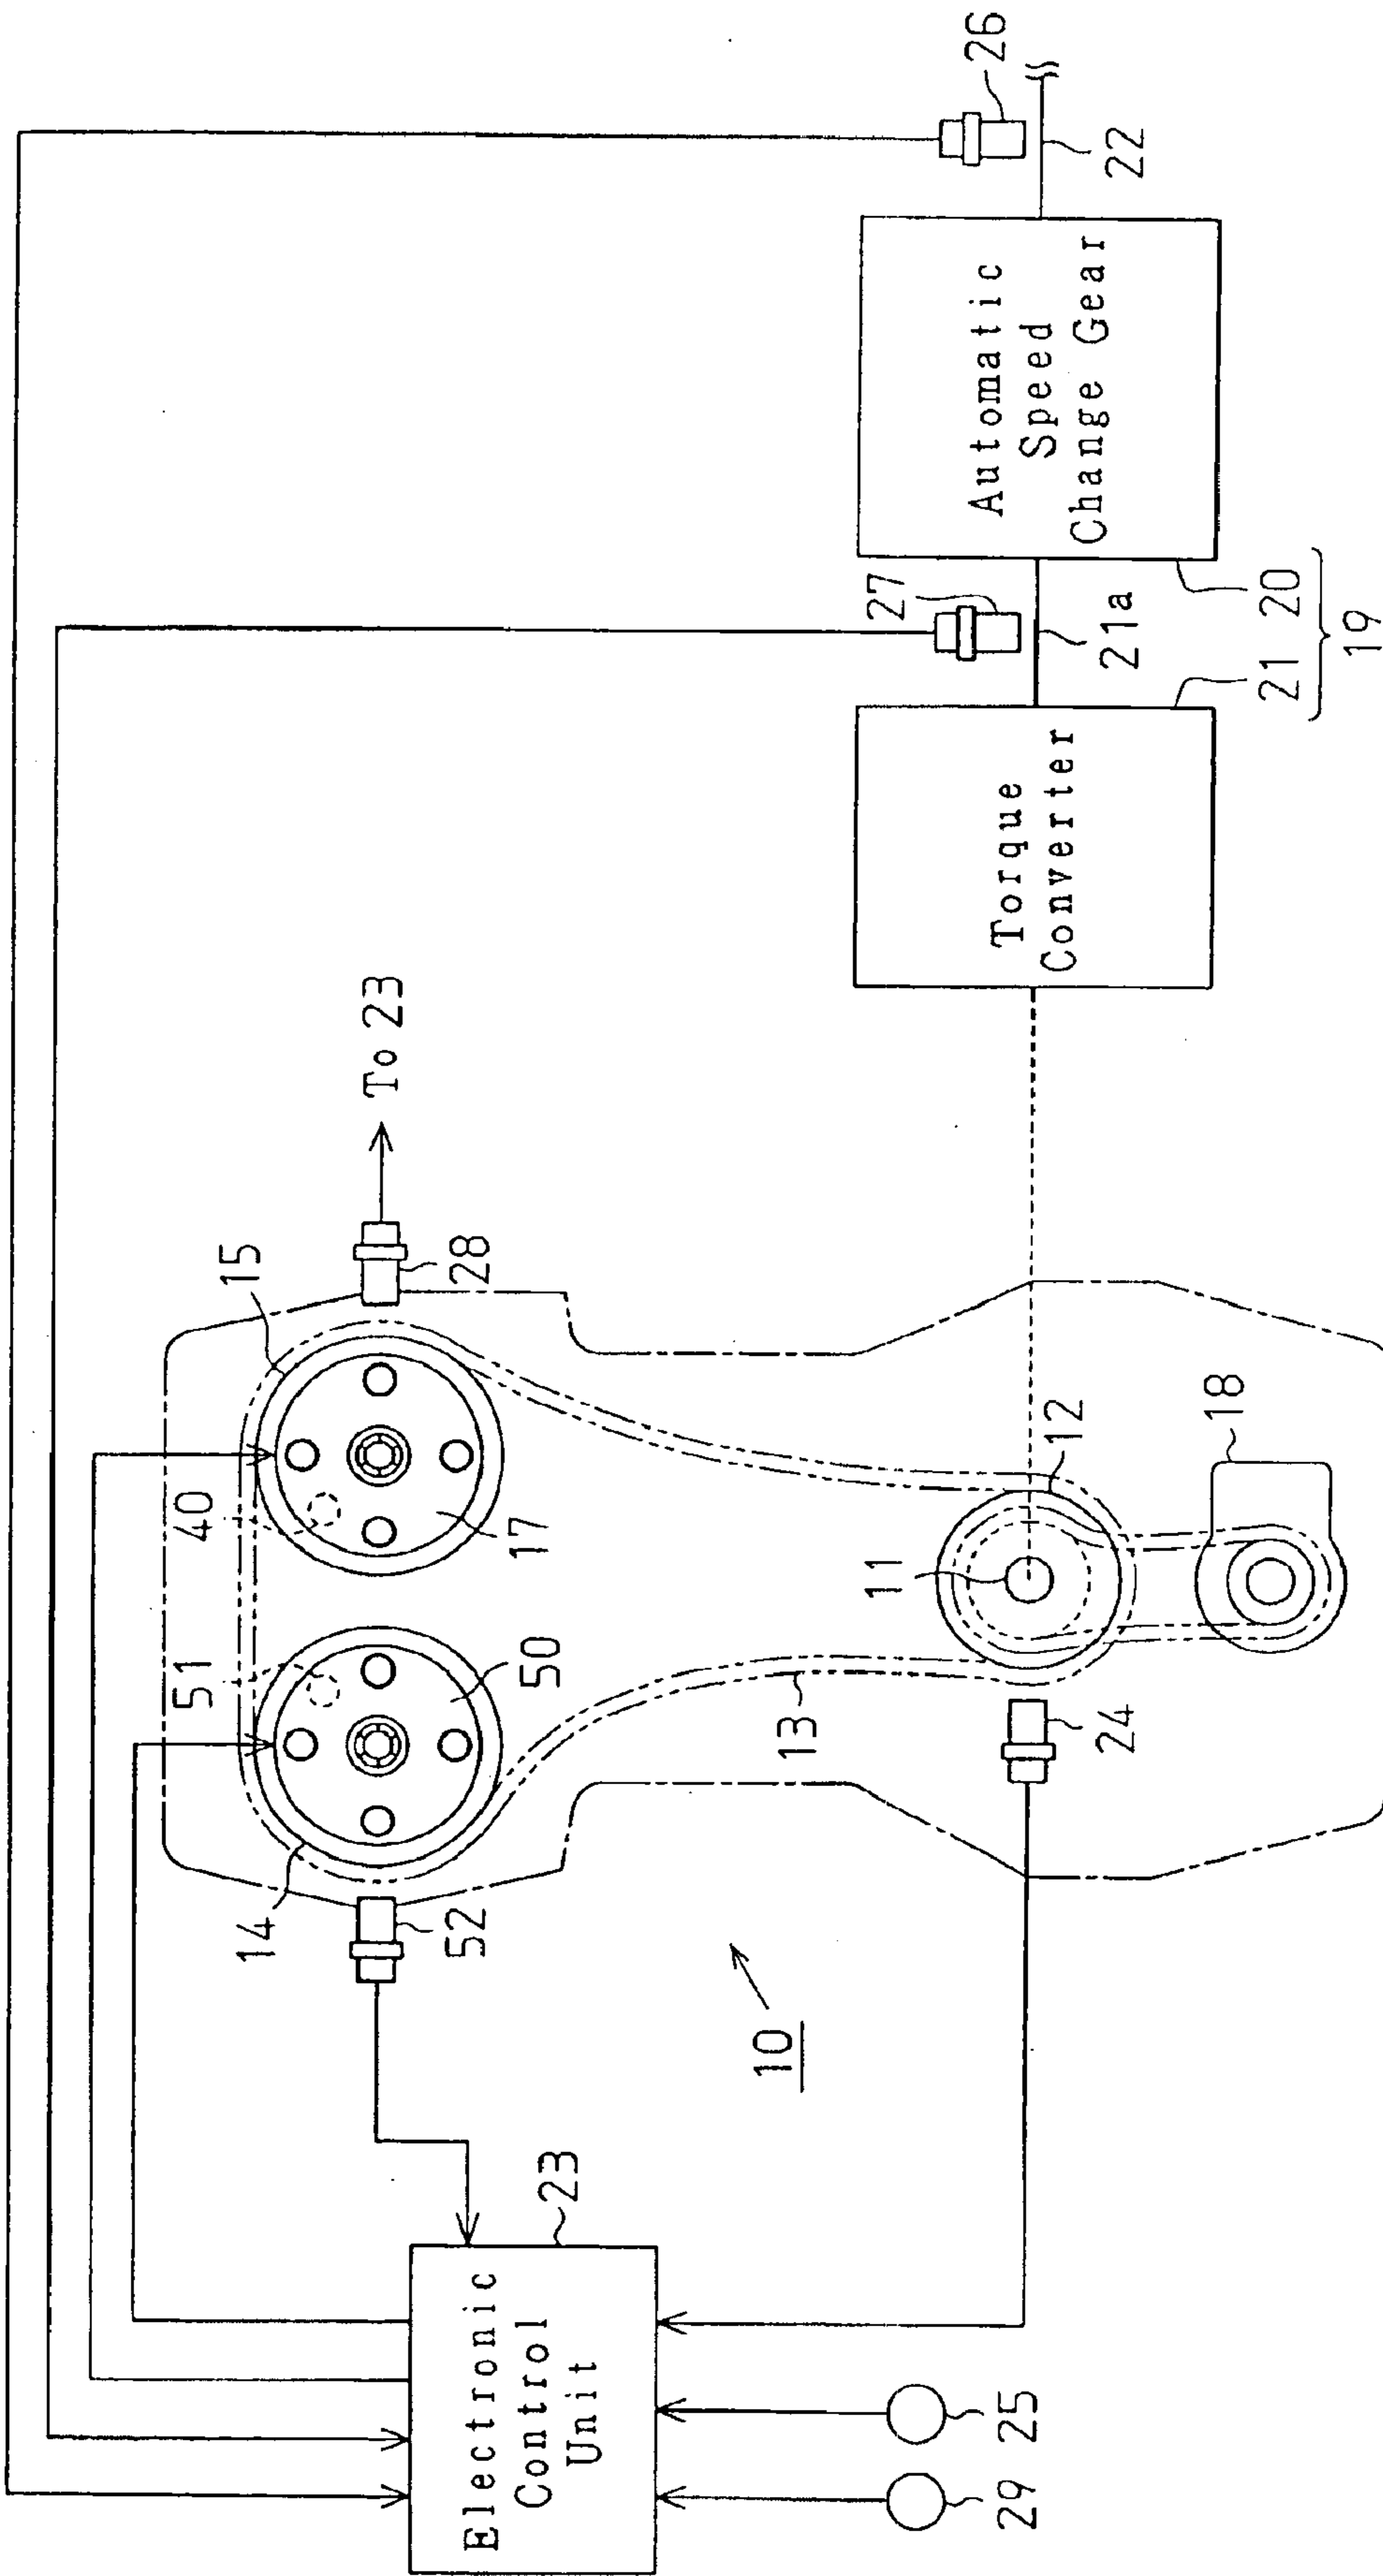 26
22
Automatic
Speed
Change Gear
27
21a
21 20
19
Torque
Converter
To 23
15
28
40
17
12
18
11
51
50
13
24
14
52
10
23
Electronic
Control
Unit
25
29